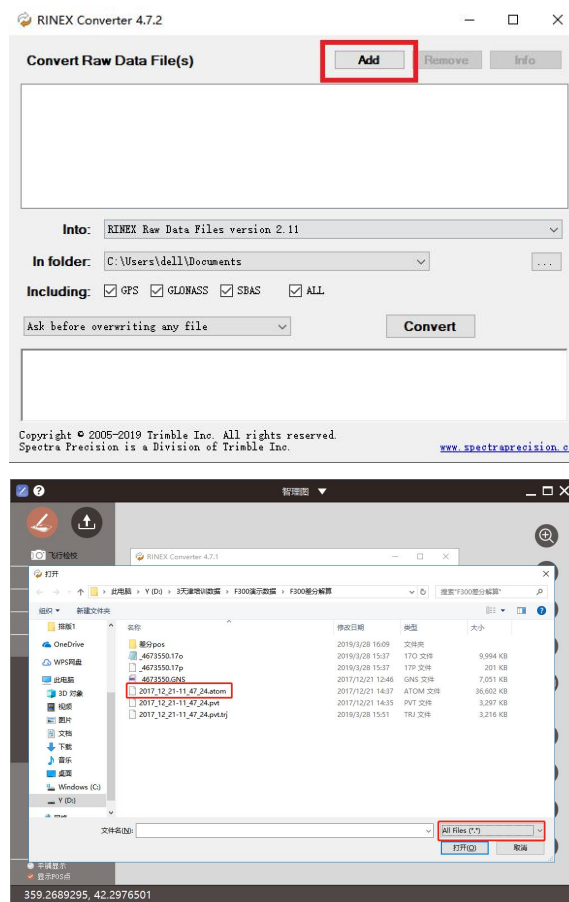 RINEX Converter 4.7.2
Convert Raw Data File(s) Add Remove Info
Into: RINEX Raw Data Files version 2.11
In folder: C:\Users\dell\Documents ...
Including: GPS GLONASS SBAS ALL
Ask before overwriting any file Convert
Copyright © 2005-2019 Trimble Inc. All rights reserved.
Spectra Precision is a Division of Trimble Inc. www.spectraprecision.c
智理图
飞行检校
RINEX Converter 4.7.1
打开
此电脑 › Y (D:) › 3天津培训数据 › F300演示数据 › F300差分解算 搜索"F300差分解算"
组织 新建文件夹
排版1 名称 修改日期 类型 大小
OneDrive 差分pos 2019/3/28 16:09 文件夹
_4673550.17o 2019/3/28 15:37 17O 文件 9,994 KB
WPS网盘 _4673550.17p 2019/3/28 15:37 17P 文件 201 KB
此电脑 _4673550.GNS 2017/12/21 12:46 GNS 文件 7,051 KB
3D 对象 2017_12_21-11_47_24.atom 2017/12/21 14:37 ATOM 文件 36,602 KB
视频 2017_12_21-11_47_24.pvt 2017/12/21 14:35 PVT 文件 3,297 KB
图片 2017_12_21-11_47_24.pvt.trj 2019/3/28 15:51 TRJ 文件 3,216 KB
文档
下载
音乐
桌面
Windows (C:)
Y (D:)
文件名(N): All Files (*.*)
打开(O) 取消
显示POS点
359.2689295, 42.2976501